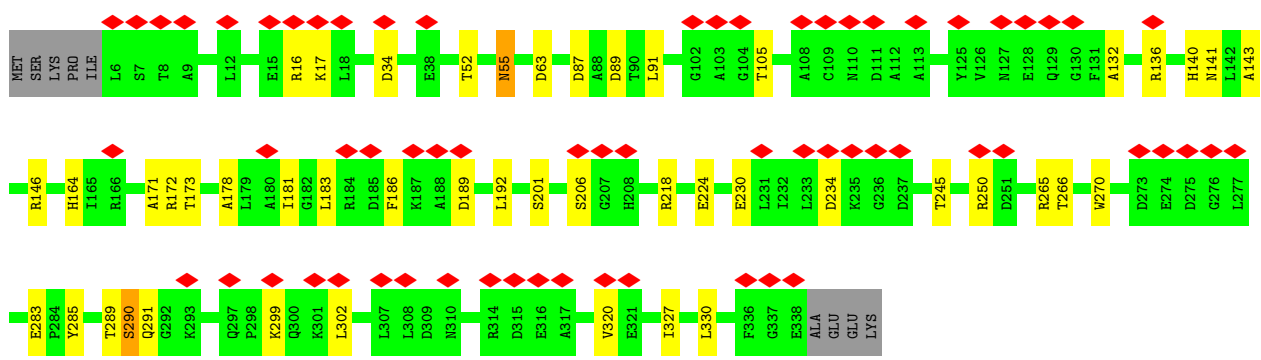 MET SER LYS PRO ILE L6 S7 T8 A9 L12 E15 R16 K17 L18 D34 E38 T52 N55 D63 D87 A88 D89 T90 L91 G102 A103 G104 T105 A108 C109 N110 D111 A112 A113 Y125 V126 N127 E128 Q129 G130 F131 A132 R136 H140 N141 L142 A143
R146 H164 I165 R166 A171 R172 T173 A178 L179 A180 I181 G182 L183 R184 D185 F186 K187 A188 D189 L192 S201 S206 G207 H208 R218 E224 E230 L231 I232 L233 D234 K235 G236 D237 T245 R250 D251 R265 T266 W270 D273 E274 D275 G276 L277
E283 P284 Y285 T289 S290 Q291 G292 K293 Q297 P298 K299 Q300 K301 L302 L307 L308 D309 N310 R314 D315 E316 A317 V320 E321 I327 L330 F336 G337 E338 ALA GLU GLU LYS